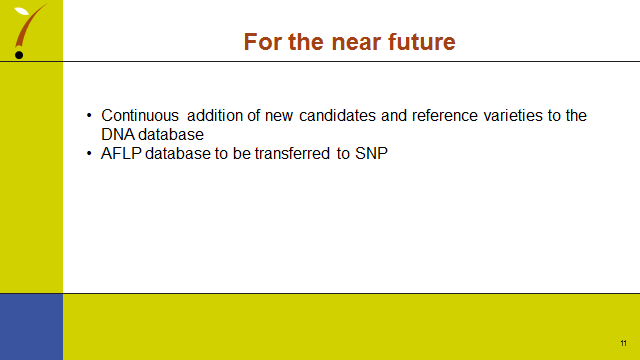 For the near future
• Continuous addition of new candidates and reference varieties to the
DNA database
• AFLP database to be transferred to SNP
11